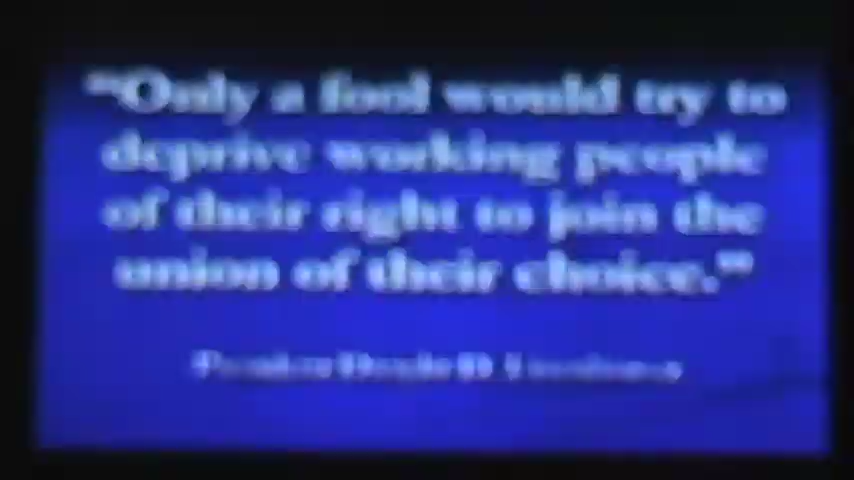 "Only a fool would try to
deprive working people
of their right to join the
union of their choice."